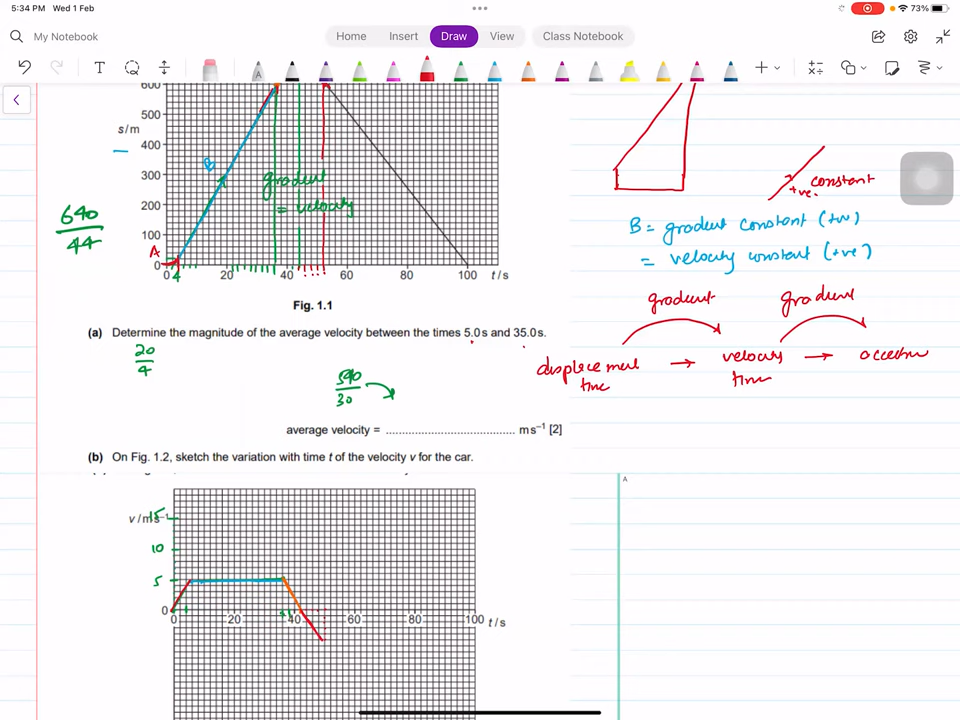 5:34 PM Wed 1 Feb
73%
My Notebook
Home Insert Draw View Class Notebook
600
500
s/m
400
300
200
100
0
0 20 40 60 80 100 t/s
A
B
4
gradient
= velocity
640
44
Fig. 1.1
(a) Determine the magnitude of the average velocity between the times 5.0 s and 35.0 s.
20
4
540
30
average velocity = ........................................ m s–1 [2]
(b) On Fig. 1.2, sketch the variation with time t of the velocity v for the car.
v/m s–1
15
10
5
0
0 20 40 60 80 100 t/s
constant
+ve.
B = gradient constant (+ve)
= velocity constant (+ve)
gradient gradient
displacement → velocity →
time time
A